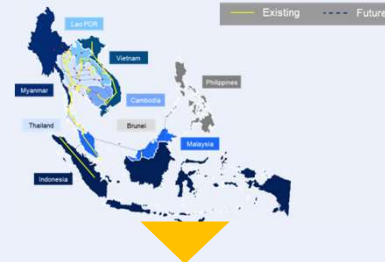 Existing
Future
Lao PDR
Vietnam
Philippines
Myanmar
Cambodia
Thailand
Brunei
Malaysia
Indonesia